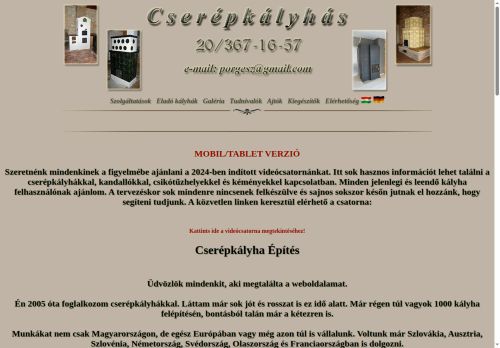 Cserépkályhás
20/367-16-57
e-mail: porgesz@gmail.com
Szolgáltatások Eladó kályhák Galéria Tudnivalók Ajtók Kiegészítők Elérhetőség
MOBIL/TABLET VERZIÓ
Szeretnénk mindenkinek a figyelmébe ajánlani a 2024-ben indított videócsatornánkat. Itt sok hasznos információt lehet találni a
cserépkályhákkal, kandallókkal, csikótűzhelyekkel és kéményekkel kapcsolatban. Minden jelenlegi és leendő kályha
felhasználónak ajánlom. A tervezéskor sok mindenre nincsenek felkészülve és sajnos sokszor későn jutnak el hozzánk, hogy
segíteni tudjunk. A közvetlen linken keresztül elérhető a csatorna:
Kattints ide a videócsatorna megtekintéséhez!
Cserépkályha Építés
Üdvözlök mindenkit, aki megtalálta a weboldalamat.
Én 2005 óta foglalkozom cserépkályhákkal. Láttam már sok jót és rosszat is ez idő alatt. Már régen túl vagyok 1000 kályha
felépítésén, bontásból talán már a kétezren is.
Munkákat nem csak Magyarországon, de egész Európában vagy még azon túl is vállalunk. Voltunk már Szlovákia, Ausztria,
Szlovénia, Németország, Svédország, Olaszország és Franciaországban is dolgozni.